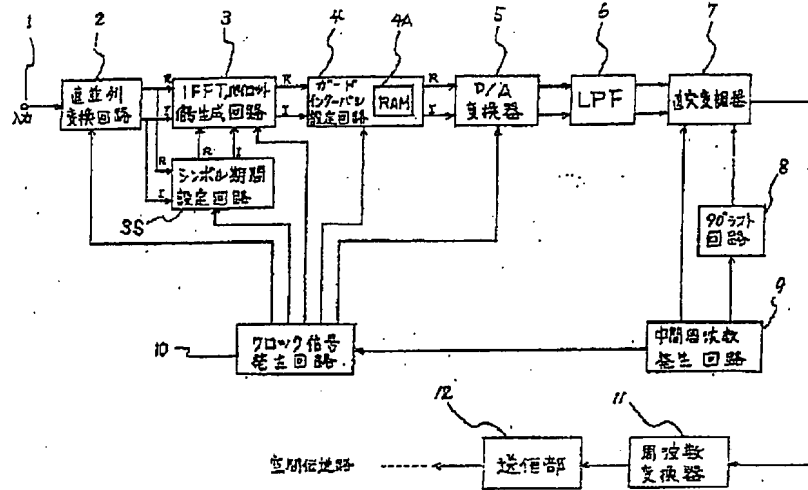 1
2
3
4
4A
5
6
7
入力
直並列
変換回路
R
I
IFFT,パイロット
信号生成回路
R
I
ガード
インターバル
設定回路
RAM
R
I
D/A
変換器
LPF
直交変調器
R
I
R
I
シンボル期間
設定回路
3S
8
90°シフト
回路
9
10
クロック信号
発生回路
中間周波数
発生回路
12
11
空間伝送路
送信部
周波数
変換器